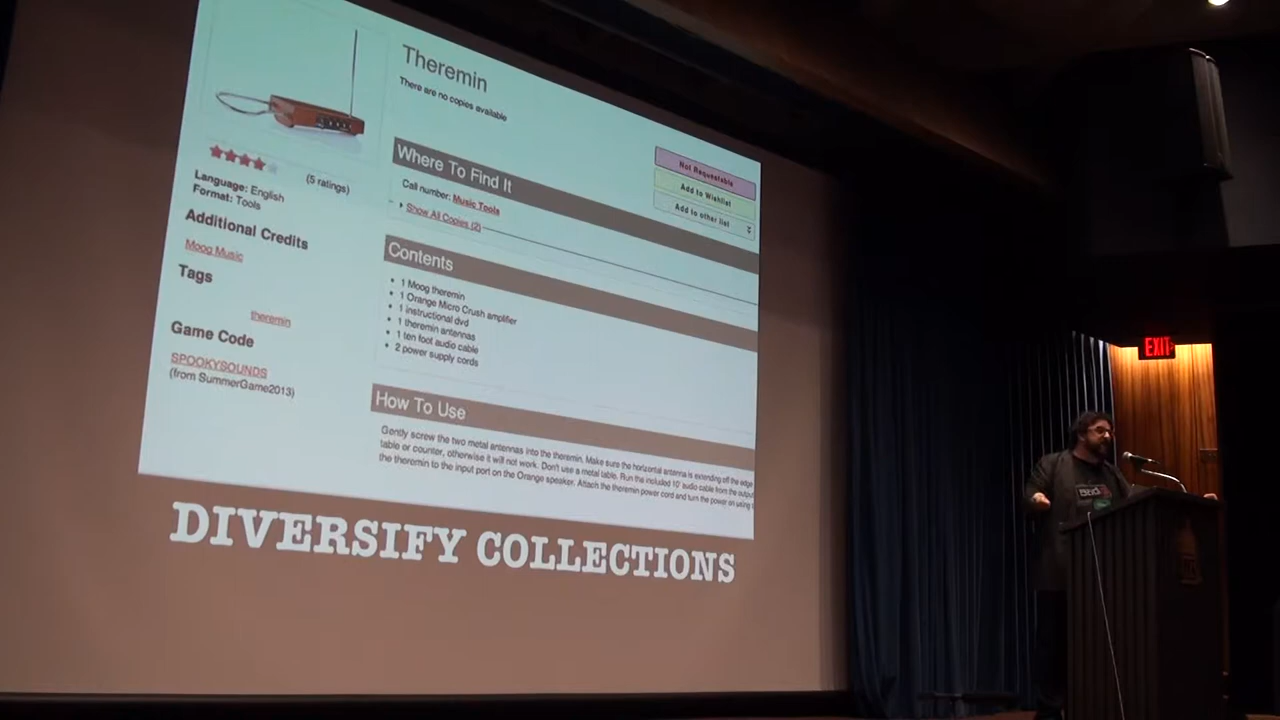 Theremin
There are no copies available
Not Requestable
Add to Wishlist
Add to other list
Where To Find It
Call number: Music Tools
Show All Copies (2)
(5 ratings)
Language: English
Format: Tools
Additional Credits
Moog Music
Tags
theremin
Game Code
SPOOKYSOUNDS
(from SummerGame2013)
Contents
• 1 Moog theremin
• 1 Orange Micro Crush amplifier
• 1 instructional dvd
• 1 theremin antennas
• 1 ten foot audio cable
• 2 power supply cords
How To Use
Gently screw the two metal antennas into the theremin. Make sure the horizontal antenna is extending off the edge
table or counter, otherwise it will not work. Don't use a metal table. Run the included 10' audio cable from the output
the theremin to the input port on the Orange speaker. Attach the theremin power cord and turn the power on using
DIVERSIFY COLLECTIONS
EXIT